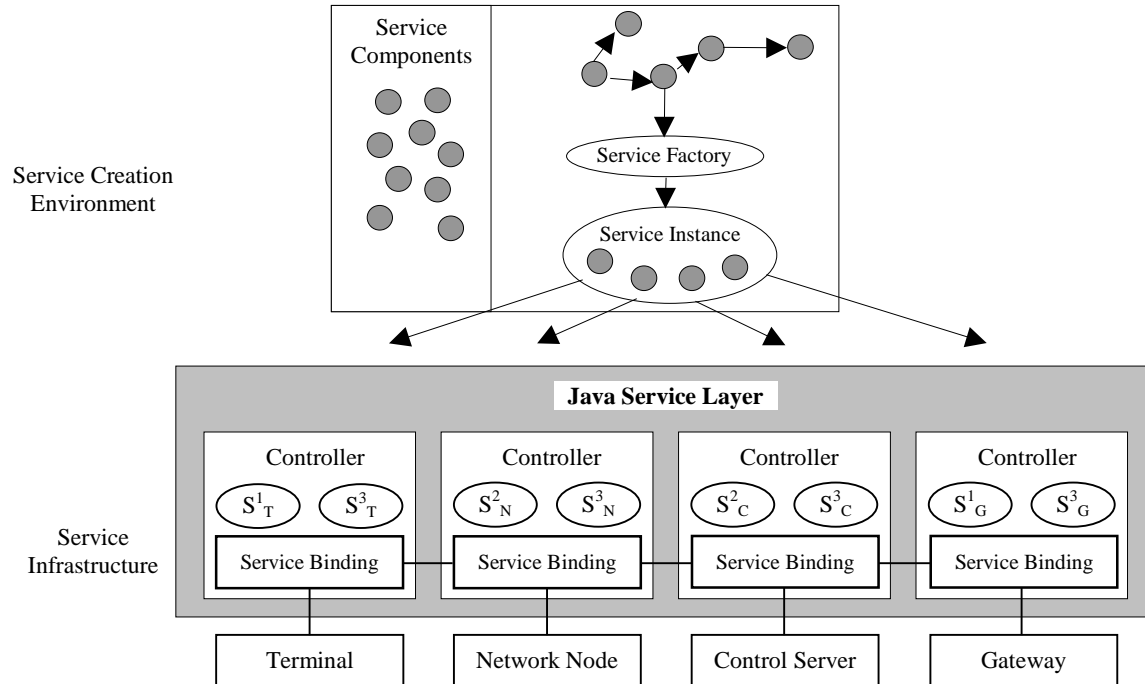 Service
Components
Service Factory
Service Creation
Environment
Service Instance
Java Service Layer
Controller
Controller
Controller
Controller
S¹T
S³T
S²N
S³N
S²C
S³C
S¹G
S³G
Service
Infrastructure
Service Binding
Service Binding
Service Binding
Service Binding
Terminal
Network Node
Control Server
Gateway